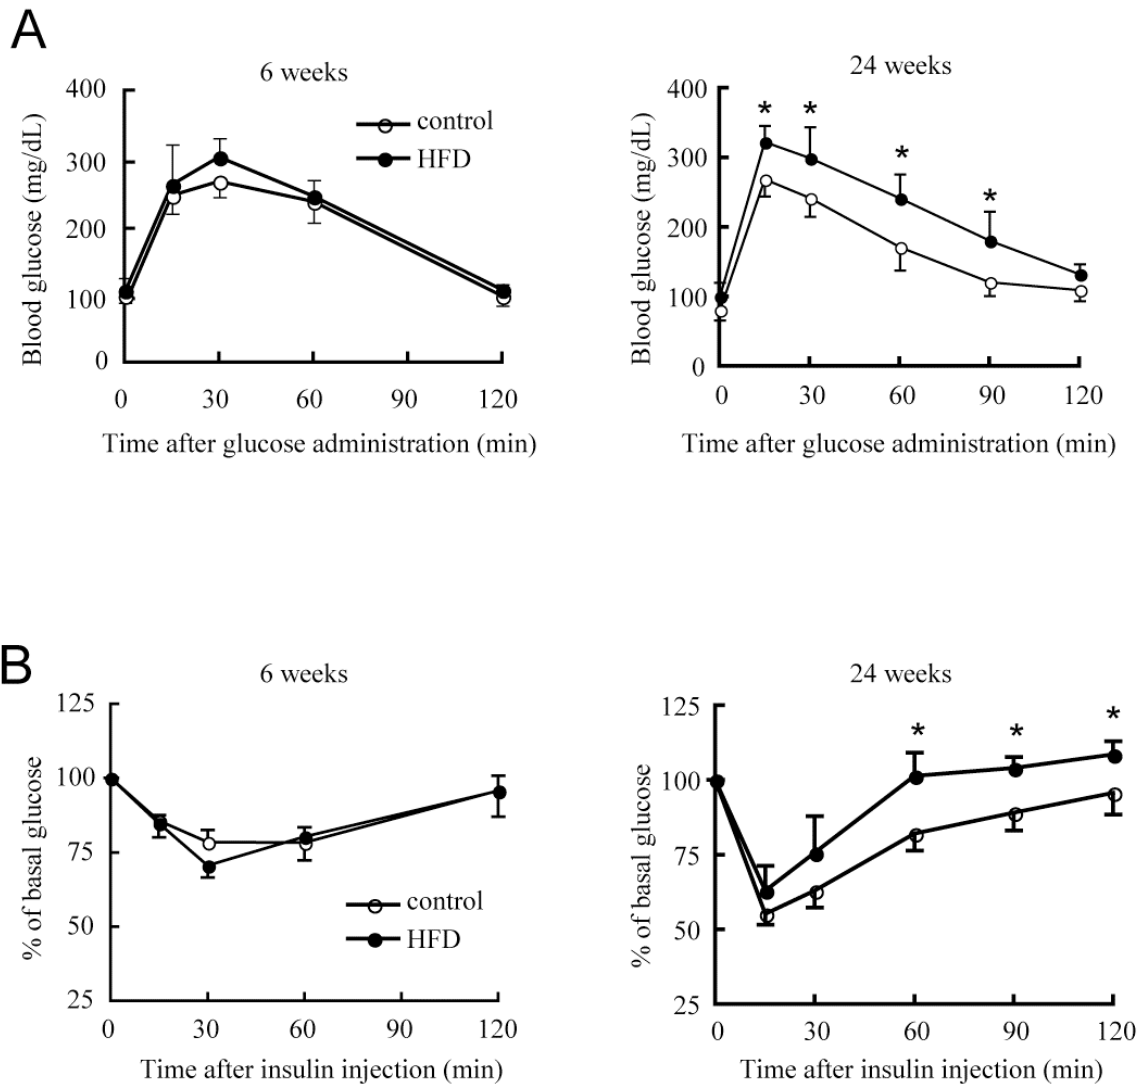 A
6 weeks
400
300
200
100
0
Blood glucose (mg/dL)
control
HFD
0 30 60 90 120
Time after glucose administration (min)
24 weeks
400
300
200
100
0
Blood glucose (mg/dL)
* * * *
0 30 60 90 120
Time after glucose administration (min)
B
6 weeks
125
100
75
50
25
% of basal glucose
control
HFD
0 30 60 90 120
Time after insulin injection (min)
24 weeks
125
100
75
50
25
% of basal glucose
* * *
0 30 60 90 120
Time after insulin injection (min)